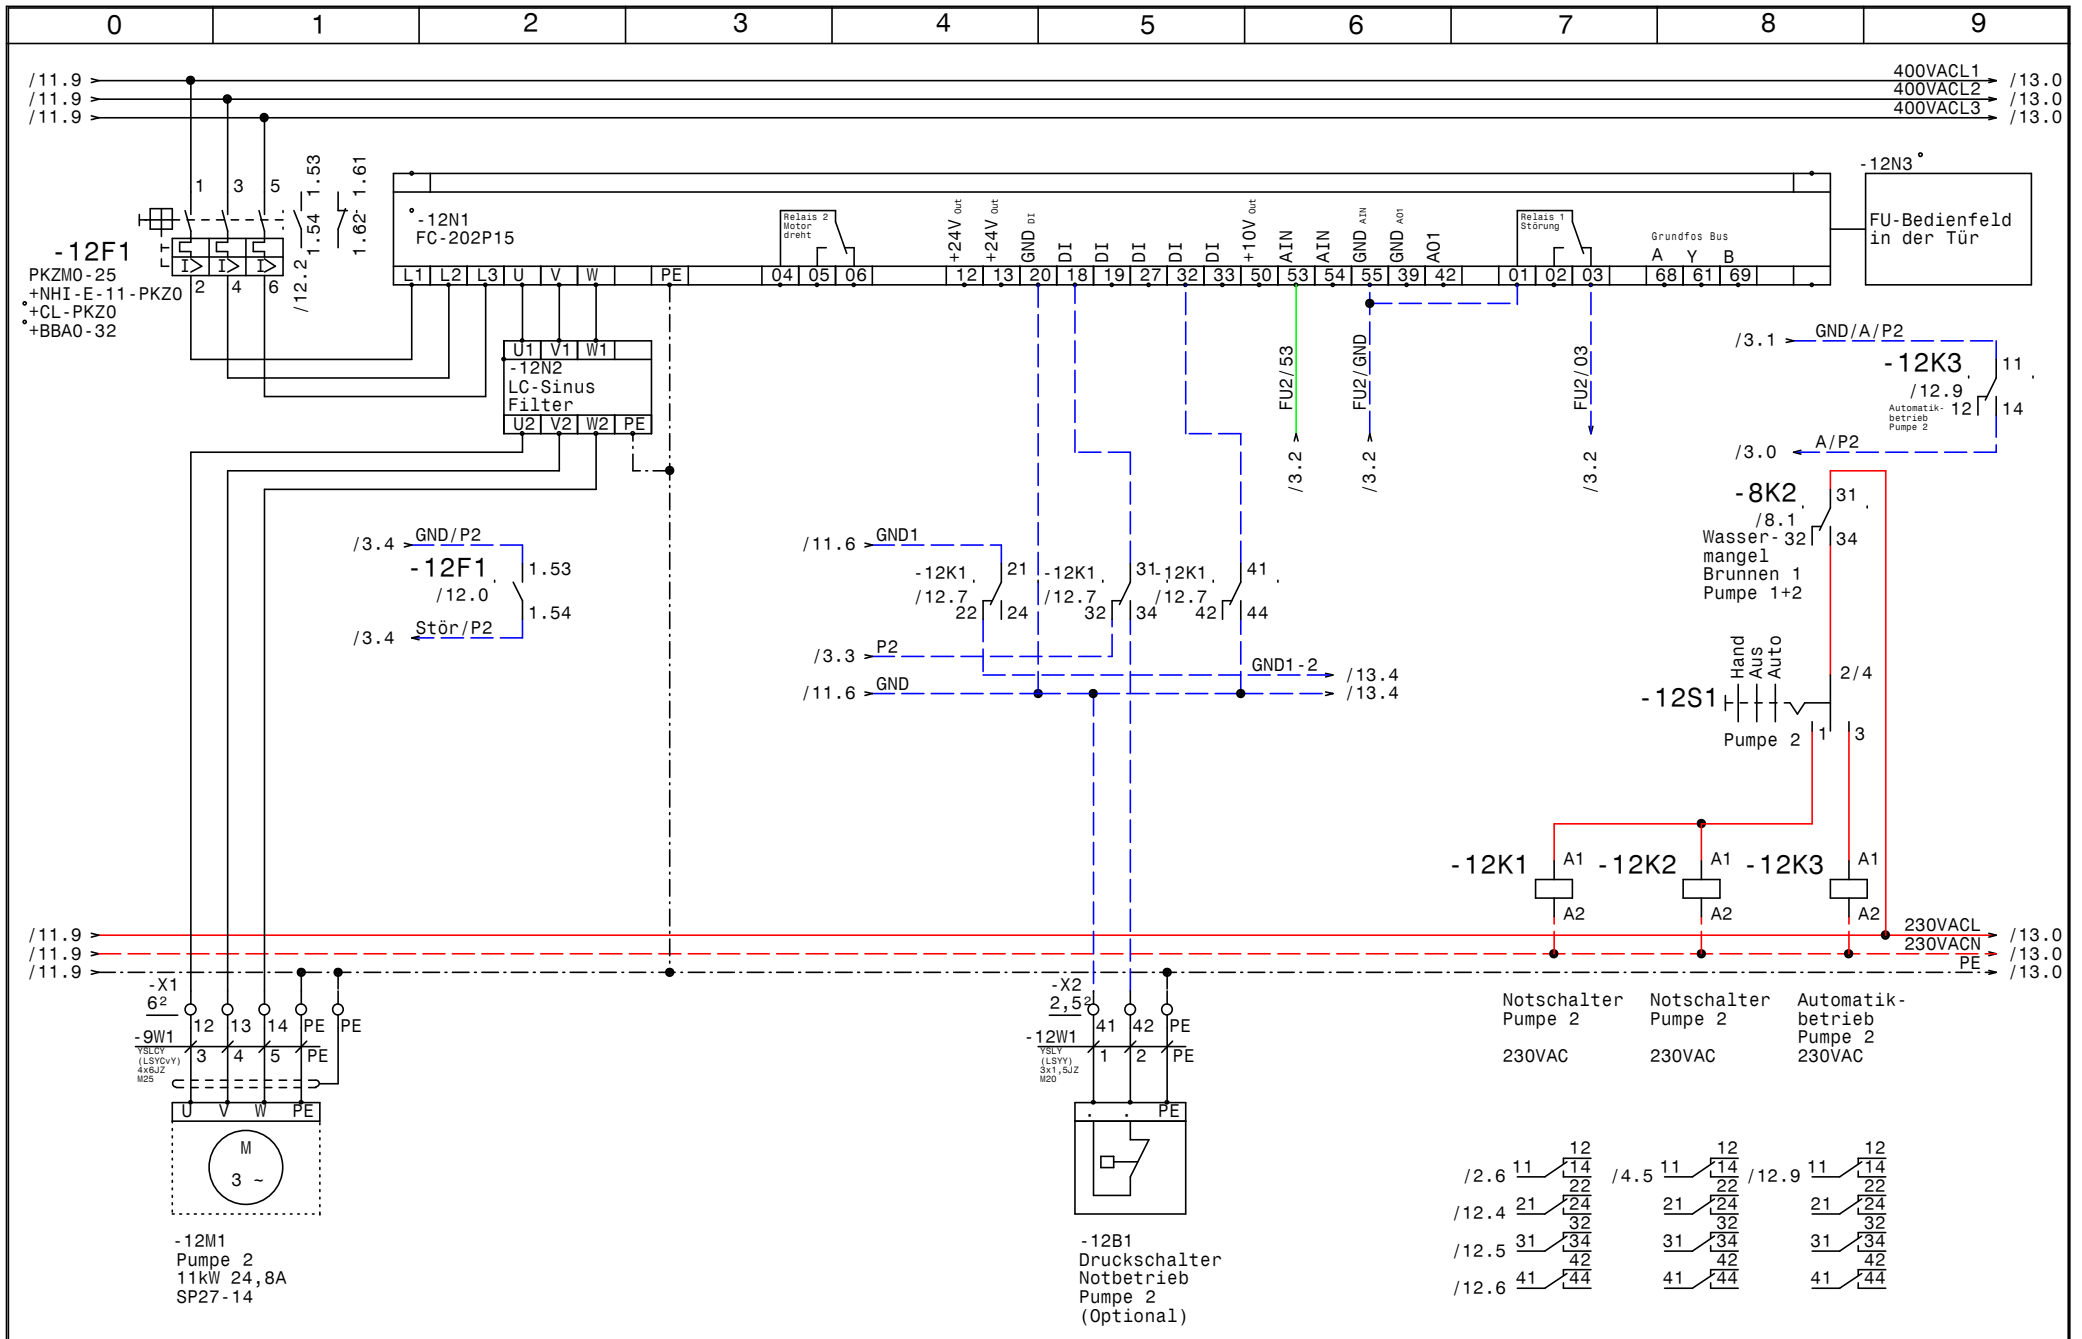 0 1 2 3 4 5 6 7 8 9
/11.9 400VACL1 /13.0
/11.9 400VACL2 /13.0
/11.9 400VACL3 /13.0
1 3 5 1.53 1.61
1.54 1.62
/12.2
-12F1
PKZM0-25
+NHI-E-11-PKZ0
+CL-PKZ0
+BBA0-32
I> I> I>
2 4 6
-12N1
FC-202P15
Relais 2
Motor
dreht
+24V Out
+24V Out
GND DI
DI
DI
DI
DI
DI
+10V Out
AIN
AIN
GND AIN
GND AO1
AO1
Relais 1
Störung
Grundfos Bus
A Y B
L1 L2 L3 U V W PE 04 05 06 12 13 20 18 19 27 32 33 50 53 54 55 39 42 01 02 03 68 61 69
-12N3
FU-Bedienfeld
in der Tür
U1 V1 W1
-12N2
LC-Sinus
Filter
U2 V2 W2 PE
FU2/53
/3.2
FU2/GND
/3.2
FU2/03
/3.2
/3.1 GND/A/P2
-12K3 11
/12.9
Automatik-
betrieb
Pumpe 2
12 14
/3.0 A/P2
-8K2 31
/8.1
Wasser- 32 34
mangel
Brunnen 1
Pumpe 1+2
/3.4 GND/P2
-12F1 1.53
/12.0
1.54
/3.4 Stör/P2
/11.6 GND1
-12K1 21 -12K1 31 -12K1 41
/12.7 /12.7 /12.7
22 24 32 34 42 44
/3.3 P2
GND1-2 /13.4
/11.6 GND /13.4
Hand
Aus
Auto
2/4
-12S1
Pumpe 2 1 3
-12K1 A1 -12K2 A1 -12K3 A1
A2 A2 A2
/11.9 230VACL /13.0
/11.9 230VACN /13.0
/11.9 PE /13.0
-X1
6²
12 13 14 PE PE
-9W1
YSLCY
(LSYCvY)
4x6JZ
M25
3 4 5 PE
U V W PE
M
3 ~
-12M1
Pumpe 2
11kW 24,8A
SP27-14
-X2
2,5²
41 42 PE
-12W1
YSLY
(LSYY)
3x1,5JZ
M20
1 2 PE
. . PE
-12B1
Druckschalter
Notbetrieb
Pumpe 2
(Optional)
Notschalter
Pumpe 2
230VAC
Notschalter
Pumpe 2
230VAC
Automatik-
betrieb
Pumpe 2
230VAC
12 12 12
/2.6 11 14 /4.5 11 14 /12.9 11 14
22 22 22
/12.4 21 24 21 24 21 24
32 32 32
/12.5 31 34 31 34 31 34
42 42 42
/12.6 41 44 41 44 41 44